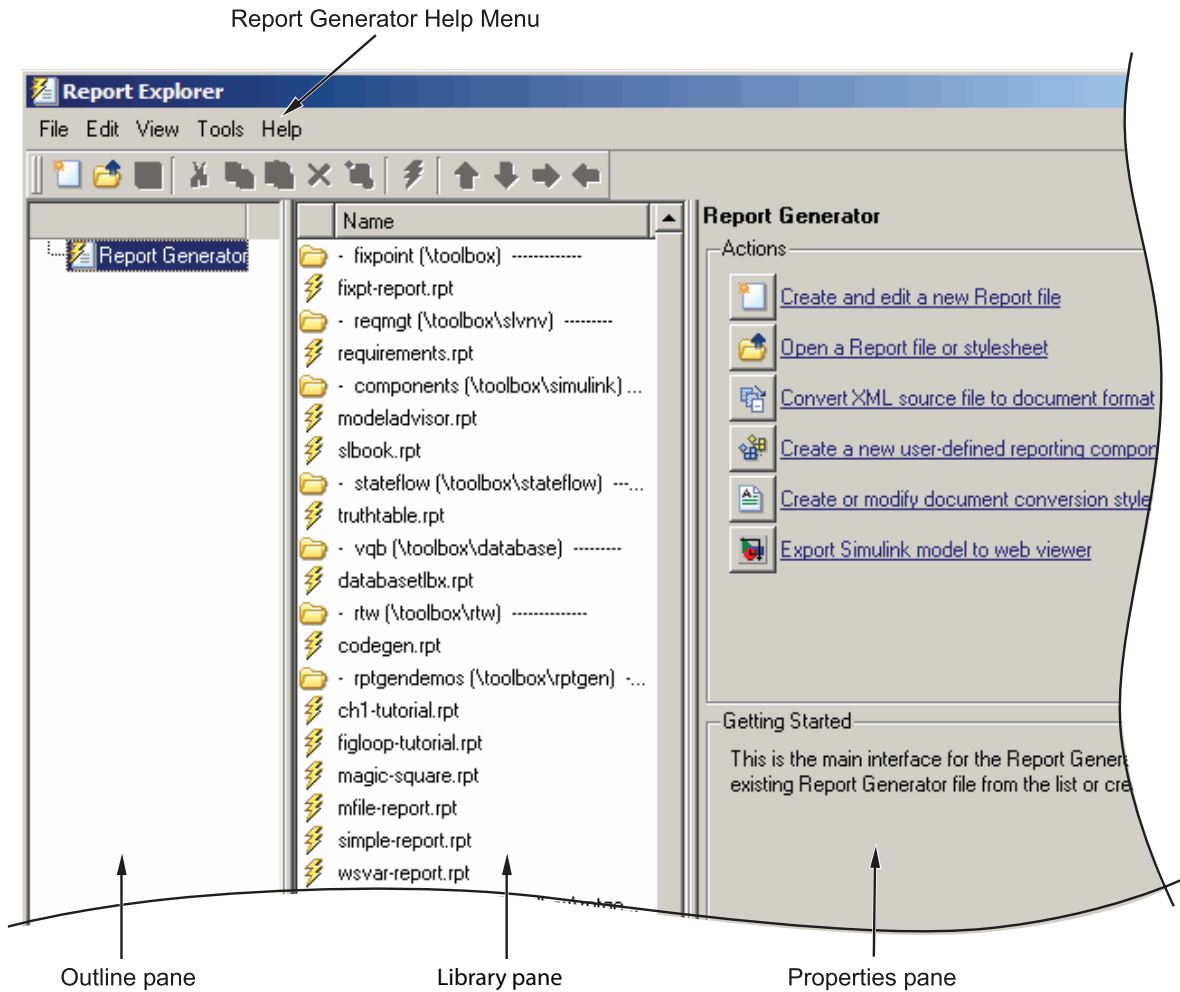 Report Generator Help Menu
Report Explorer
File Edit View Tools Help
Name
Report Generator
- fixpoint (\toolbox) -------------
fixpt-report.rpt
- reqmgt (\toolbox\slvnv) ---------
requirements.rpt
- components (\toolbox\simulink) ...
modeladvisor.rpt
slbook.rpt
- stateflow (\toolbox\stateflow) ---...
truthtable.rpt
- vqb (\toolbox\database) ---------
databasetlbx.rpt
- rtw (\toolbox\rtw) --------------
codegen.rpt
- rptgendemos (\toolbox\rptgen) -...
ch1-tutorial.rpt
figloop-tutorial.rpt
magic-square.rpt
mfile-report.rpt
simple-report.rpt
wsvar-report.rpt
Report Generator
Actions
Create and edit a new Report file
Open a Report file or stylesheet
Convert XML source file to document format
Create a new user-defined reporting compon
Create or modify document conversion style
Export Simulink model to web viewer
Getting Started
This is the main interface for the Report Gener
existing Report Generator file from the list or cre
Outline pane
Library pane
Properties pane